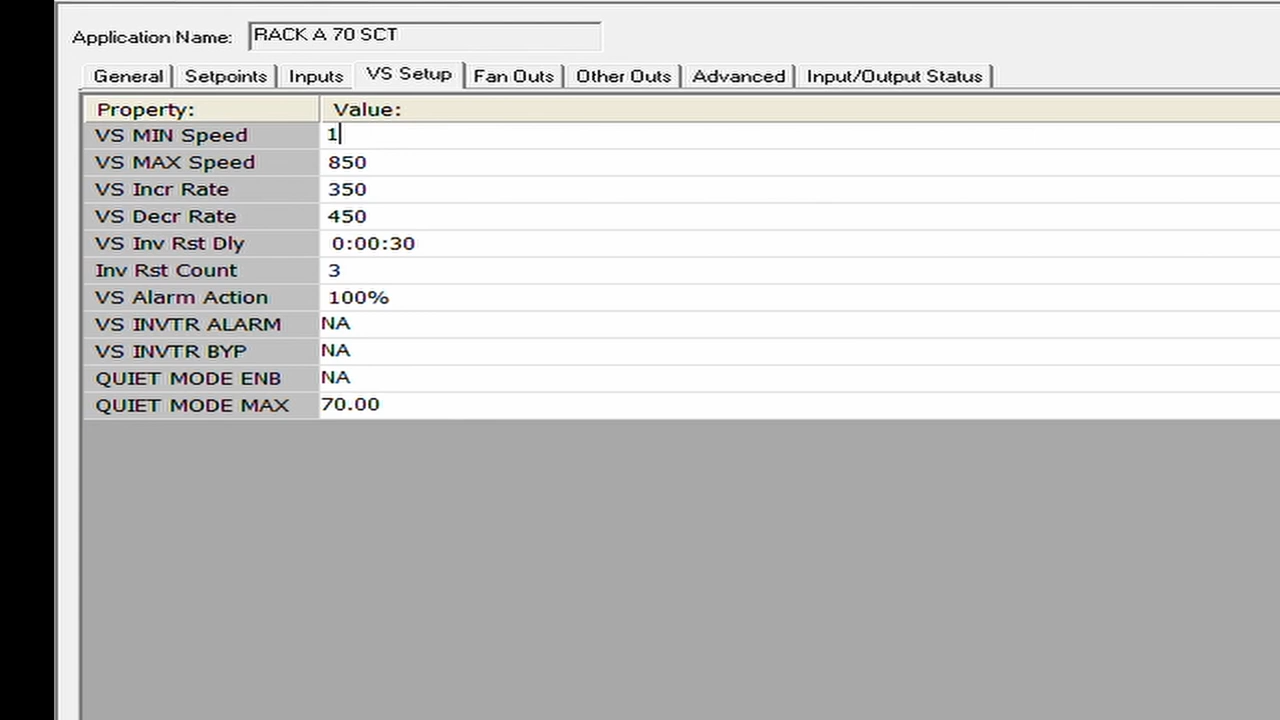 Application Name: RACK A 70 SCT
General Setpoints Inputs VS Setup Fan Outs Other Outs Advanced Input/Output Status
Property: Value:
VS MIN Speed 1
VS MAX Speed 850
VS Incr Rate 350
VS Decr Rate 450
VS Inv Rst Dly 0:00:30
Inv Rst Count 3
VS Alarm Action 100%
VS INVTR ALARM NA
VS INVTR BYP NA
QUIET MODE ENB NA
QUIET MODE MAX 70.00